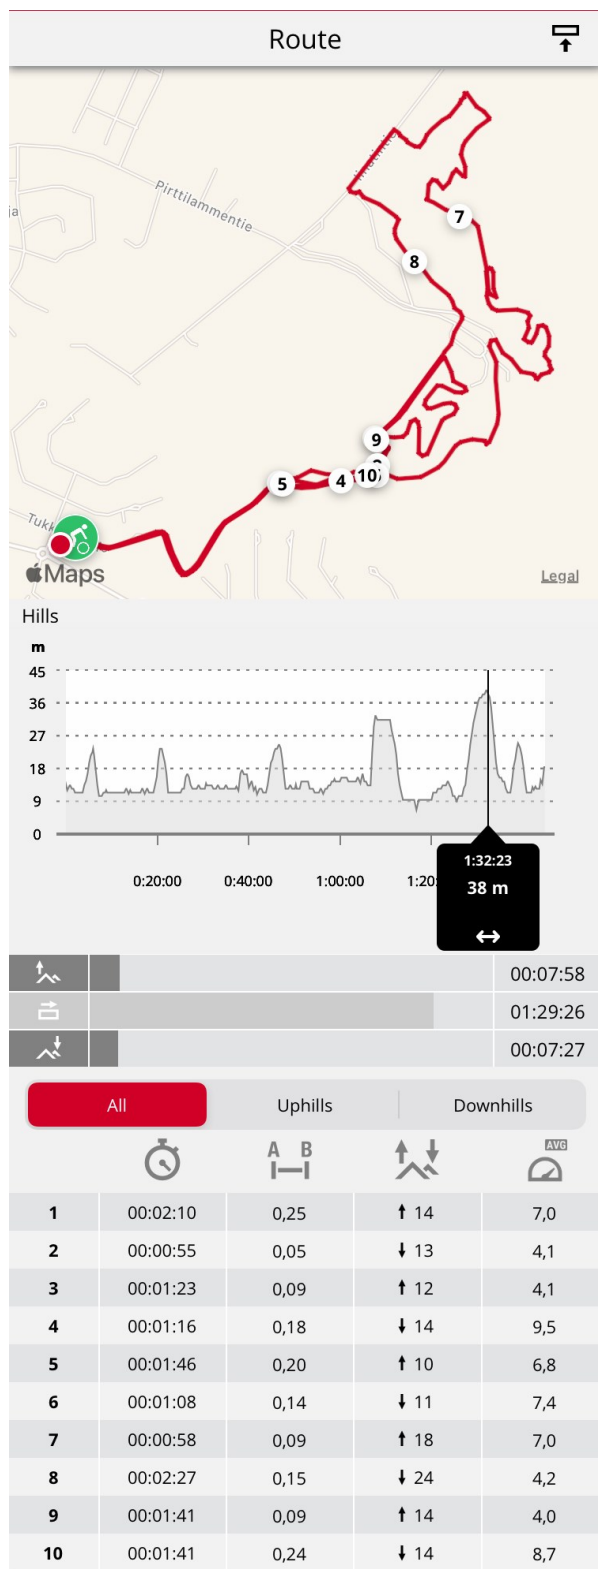 Route
Pirttilammentie
7
8
9
10
4
5
Maps
Legal
Hills
m
45
36
27
18
9
0
0:20:00 0:40:00 1:00:00
1:32:23
38 m
00:07:58
01:29:26
00:07:27
All Uphills Downhills
A B AVG
1 00:02:10 0,25 14 7,0
2 00:00:55 0,05 13 4,1
3 00:01:23 0,09 12 4,1
4 00:01:16 0,18 14 9,5
5 00:01:46 0,20 10 6,8
6 00:01:08 0,14 11 7,4
7 00:00:58 0,09 18 7,0
8 00:02:27 0,15 24 4,2
9 00:01:41 0,09 14 4,0
10 00:01:41 0,24 14 8,7